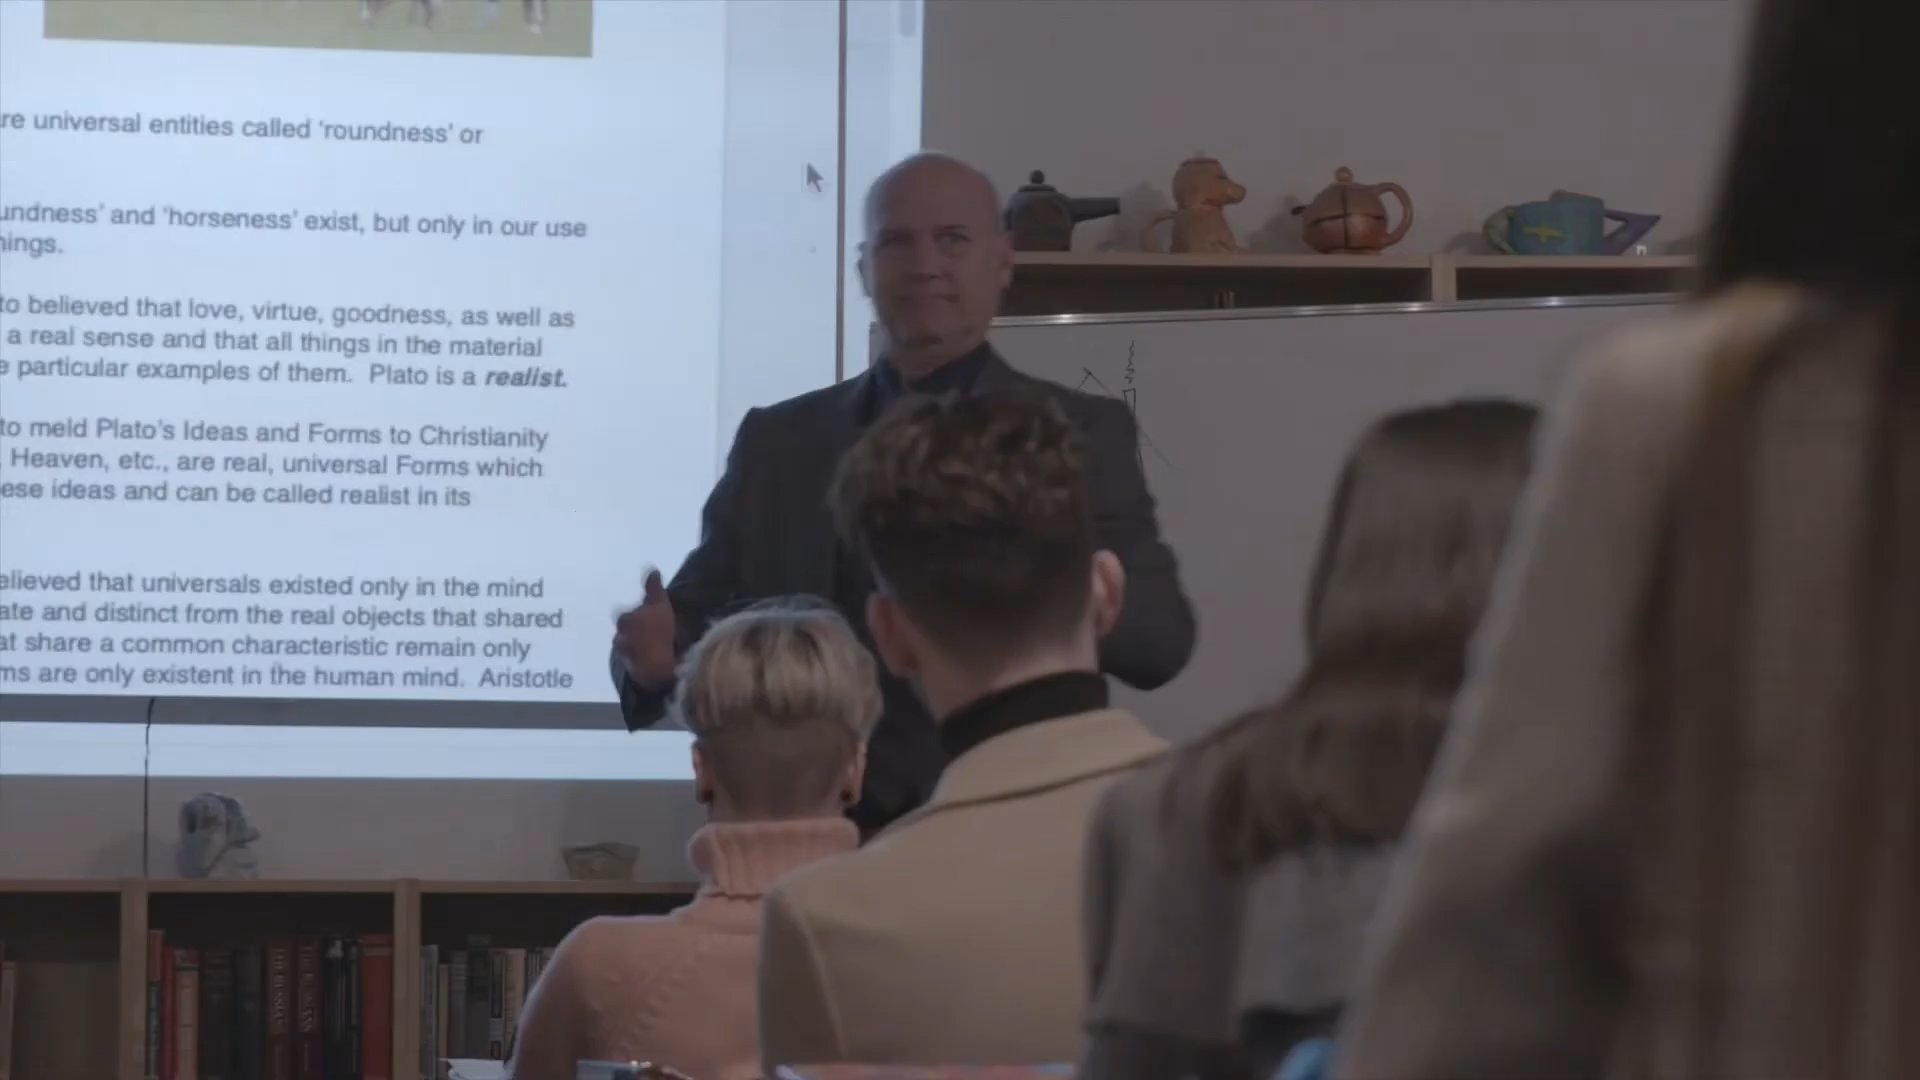 re universal entities called ‘roundness’ or
undness’ and ‘horseness’ exist, but only in our use
hings.
to believed that love, virtue, goodness, as well as
a real sense and that all things in the material
e particular examples of them.  Plato is a realist.
to meld Plato’s Ideas and Forms to Christianity
Heaven, etc., are real, universal Forms which
ese ideas and can be called realist in its
elieved that universals existed only in the mind
ate and distinct from the real objects that shared
at share a common characteristic remain only
ms are only existent in the human mind.  Aristotle